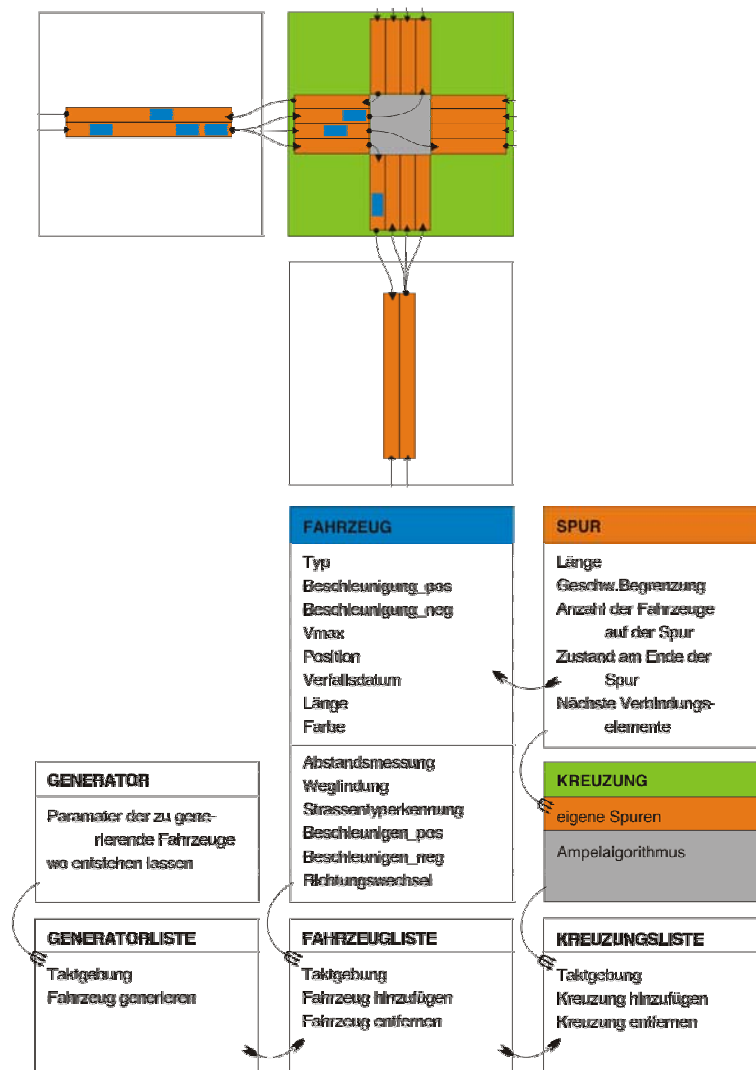 FAHRZEUG
Typ
Beschleunigung_pos
Beschleunigung_neg
Vmax
Position
Verfallsdatum
Länge
Farbe
Abstandsmessung
Wegfindung
Strassentyperkennung
Beschleunigen_pos
Beschleunigen_neg
Richtungswechsel
SPUR
Länge
Geschw.Begrenzung
Anzahl der Fahrzeuge
auf der Spur
Zustand am Ende der
Spur
Nächste Verbindungs-
elemente
GENERATOR
Paramater der zu gene-
rierende Fahrzeuge
wo entstehen lassen
KREUZUNG
eigene Spuren
Ampelalgorithmus
GENERATORLISTE
Taktgebung
Fahrzeug generieren
FAHRZEUGLISTE
Taktgebung
Fahrzeug hinzufügen
Fahrzeug entfernen
KREUZUNGSLISTE
Taktgebung
Kreuzung hinzufügen
Kreuzung entfernen